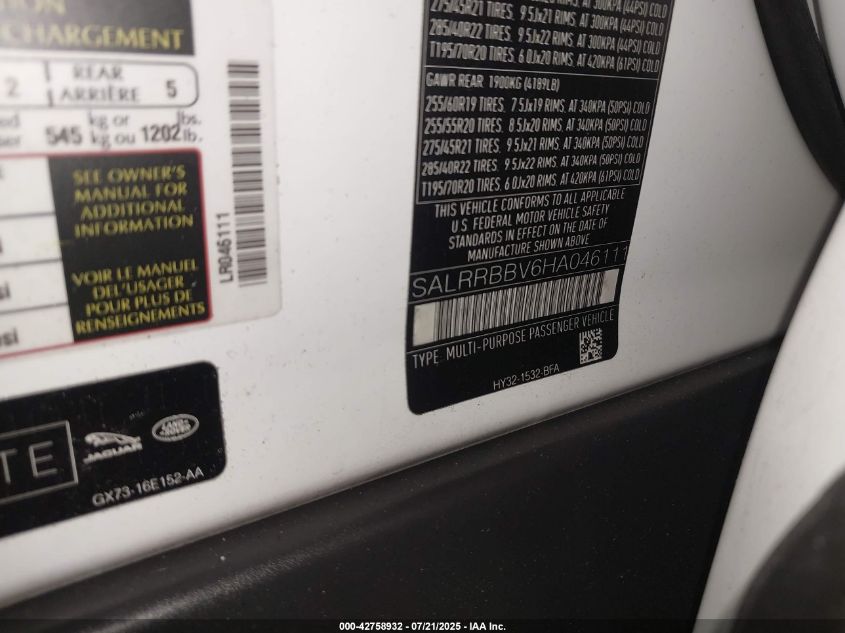 TION
CHARGEMENT
2 REAR ARRIÈRE 5
545 kg or kg ou 1202 lbs. lb.
SEE OWNER'S
MANUAL FOR
ADDITIONAL
INFORMATION
VOIR LE MANUEL
DEL'USAGER
POUR PLUS DE
RENSEIGNEMENTS
LR046111
TE
JAGUAR
LAND ROVER
GX73-16E152-AA
275/45R21 TIRES, 9 5Jx21 RIMS, AT 300KPA (44PSI) COLD
285/40R22 TIRES, 9 5Jx22 RIMS, AT 300KPA (44PSI) COLD
T195/70R20 TIRES, 6 0Jx20 RIMS, AT 420KPA (61PSI) COLD
GAWR REAR 1900KG (4189LB)
255/60R19 TIRES, 7 5Jx19 RIMS, AT 340KPA (50PSI) COLD
255/55R20 TIRES, 8 5Jx20 RIMS, AT 340KPA (50PSI) COLD
275/45R21 TIRES, 9 5Jx21 RIMS, AT 340KPA (50PSI) COLD
285/40R22 TIRES, 9 5Jx22 RIMS, AT 340KPA (50PSI) COLD
T195/70R20 TIRES, 6 0Jx20 RIMS, AT 420KPA (61PSI) COLD
THIS VEHICLE CONFORMS TO ALL APPLICABLE
U S FEDERAL MOTOR VEHICLE SAFETY
STANDARDS IN EFFECT ON THE DATE OF
MANUFACTURE SHOWN ABOVE
SALRRBBV6HA046111
TYPE: MULTI-PURPOSE PASSENGER VEHICLE
HY32-1532-BFA
000-42758932 / 07/21/2025 - IAA Inc.